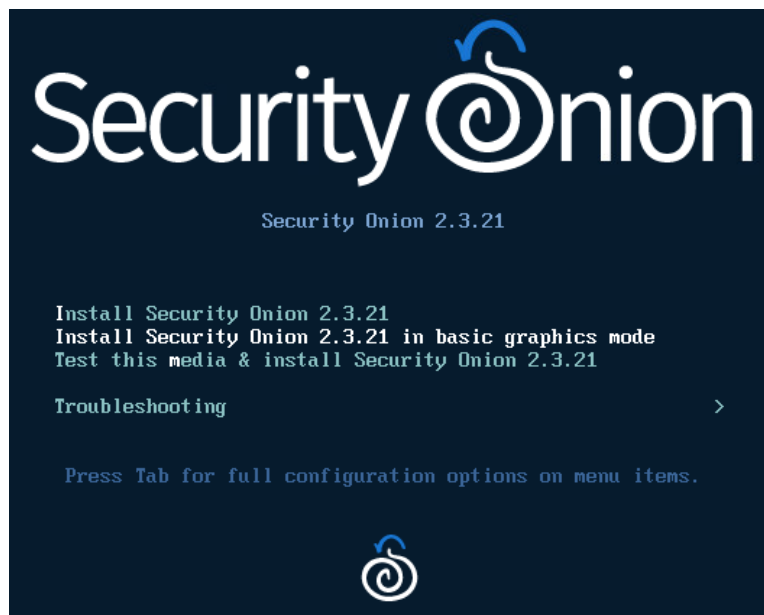 Security Onion
Security Onion 2.3.21
Install Security Onion 2.3.21
Install Security Onion 2.3.21 in basic graphics mode
Test this media & install Security Onion 2.3.21
Troubleshooting >
Press Tab for full configuration options on menu items.